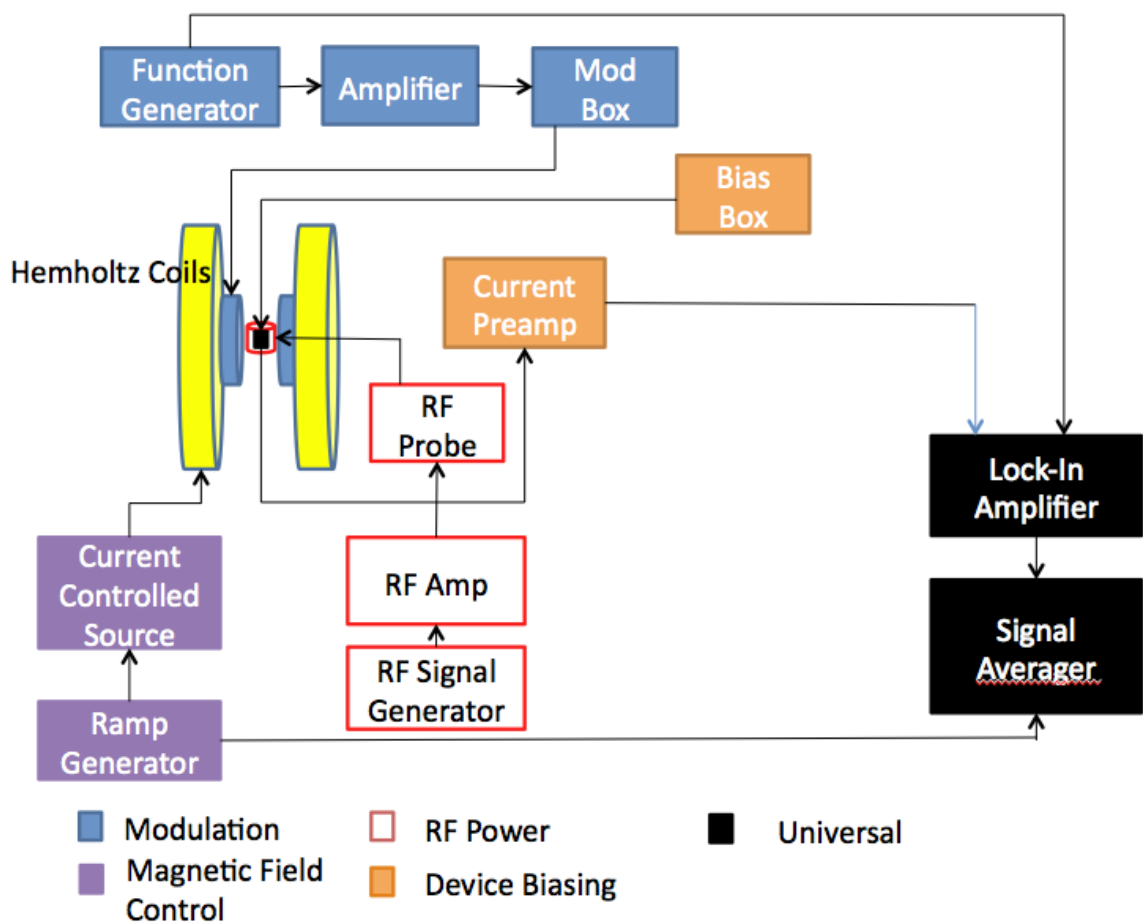 Function
Generator
Amplifier
Mod
Box
Bias
Box
Hemholtz Coils
Current
Preamp
RF
Probe
Lock-In
Amplifier
Current
Controlled
Source
RF Amp
Signal
Averager
RF Signal
Generator
Ramp
Generator
Modulation
RF Power
Universal
Magnetic Field
Control
Device Biasing